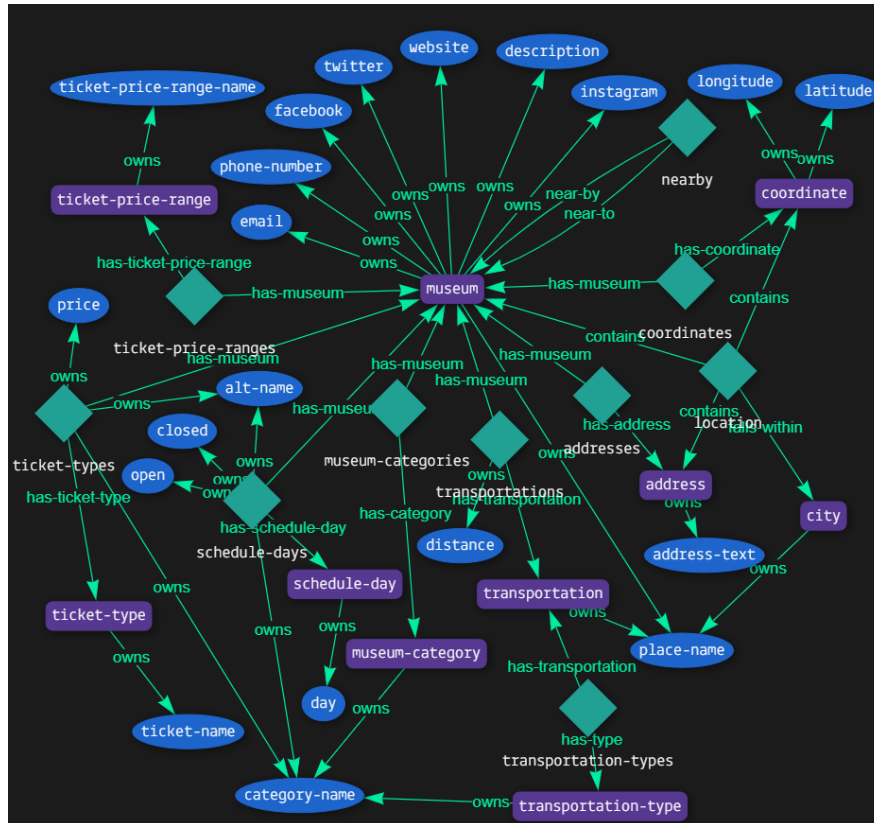 website
description
twitter
ticket-price-range-name
longitude
latitude
instagram
facebook
owns
owns
owns
phone-number
owns
owns
owns
nearby
ticket-price-range
owns
near-by
coordinate
owns
near-to
email
owns
owns
has-coordinate
has-ticket-price-range
owns
has-museum
museum
has-museum
contains
price
coordinates
contains
ticket-price-ranges
has-museum
has-museum
has-museum
owns
has-museum
alt-name
owns
has-museum
contains
closed
has-address
location
falls-within
owns
addresses
ticket-types
museum-categories
owns
owns
open
owns
transportations
address
has-ticket-type
owns
has-transportation
owns
has-category
city
has-schedule-day
distance
schedule-days
address-text
owns
schedule-day
transportation
ticket-type
owns
owns
owns
owns
museum-category
place-name
owns
has-transportation
day
owns
ticket-name
has-type
transportation-types
category-name
owns
transportation-type